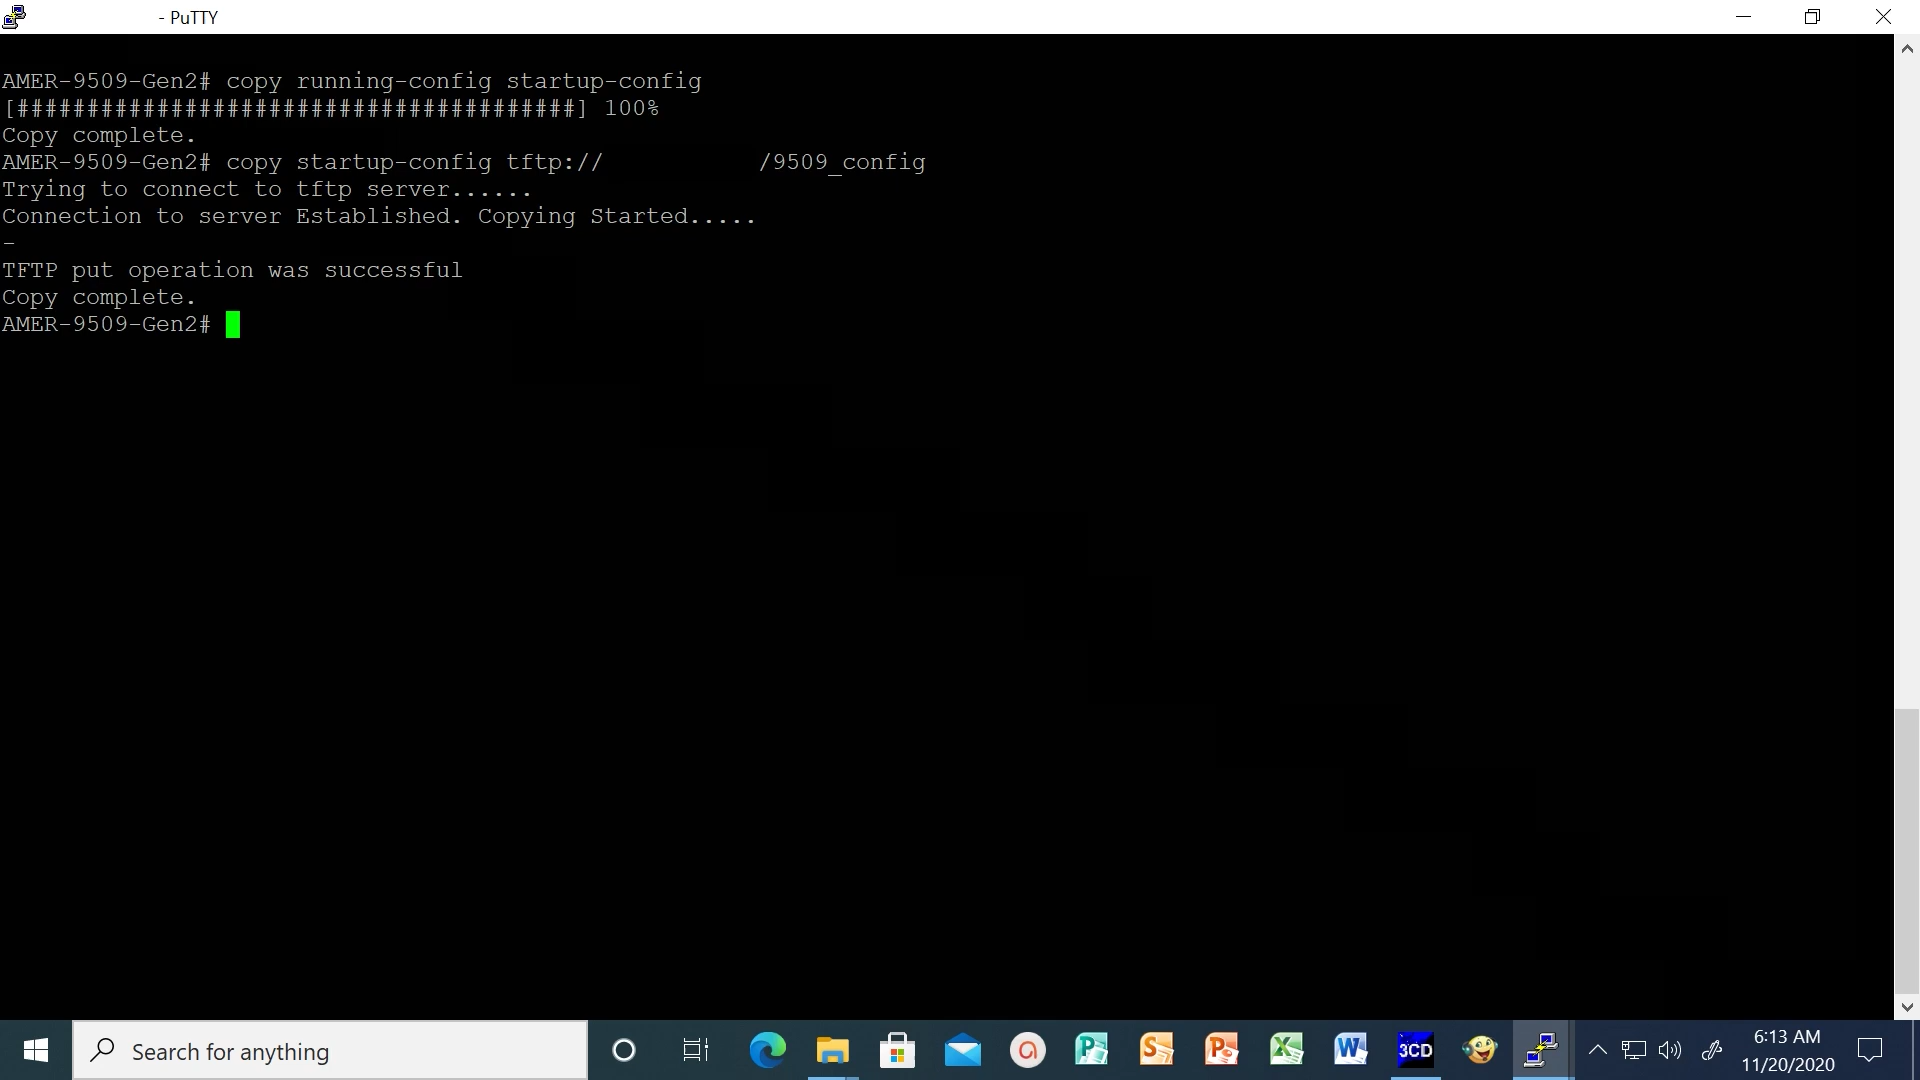 - PuTTY
AMER-9509-Gen2# copy running-config startup-config
[########################################] 100%
Copy complete.
AMER-9509-Gen2# copy startup-config tftp:// /9509_config
Trying to connect to tftp server......
Connection to server Established. Copying Started.....
-
TFTP put operation was successful
Copy complete.
AMER-9509-Gen2#
Search for anything
3CD
6:13 AM
11/20/2020